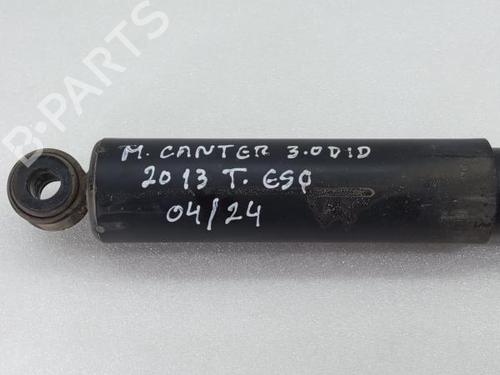 B-PARTS
M. CANTER 3.0DID
2013 T. ESQ
04/24